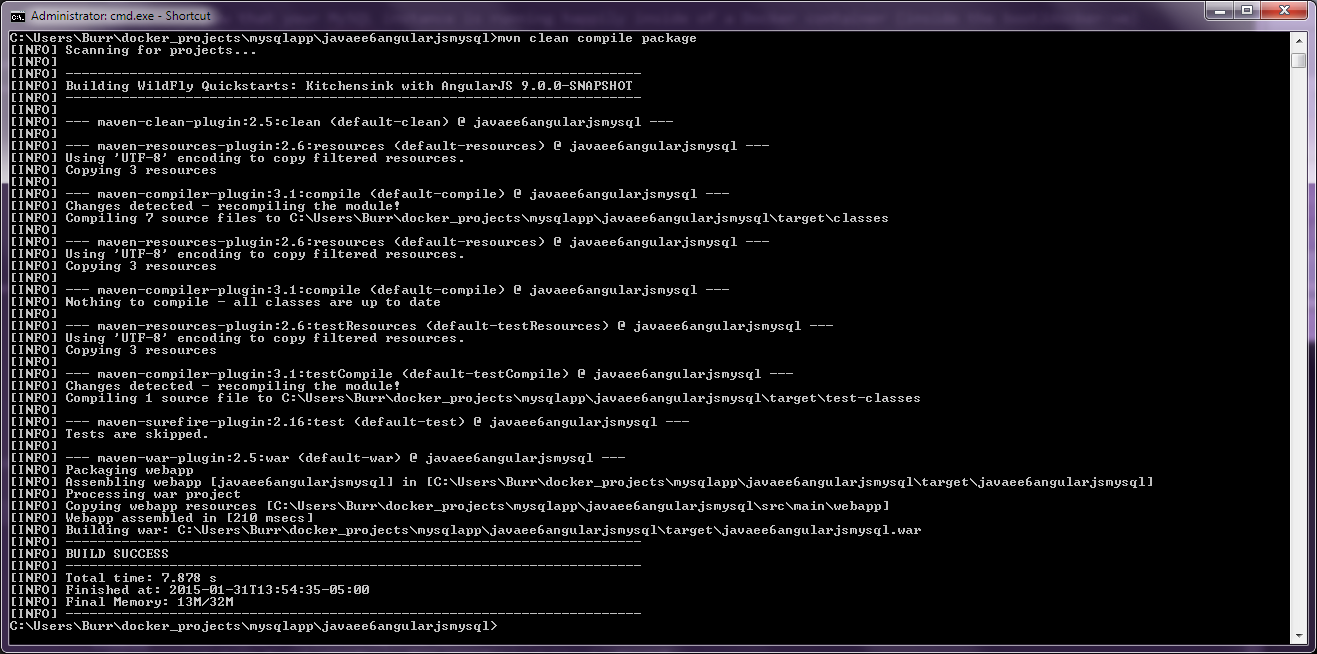 Administrator: cmd.exe - Shortcut
C:\Users\Burr\docker_projects\mysqlapp\javaee6angularjsmysql>mvn clean compile package
[INFO] Scanning for projects...
[INFO]
[INFO] ------------------------------------------------------------------------
[INFO] Building WildFly Quickstarts: Kitchensink with AngularJS 9.0.0-SNAPSHOT
[INFO] ------------------------------------------------------------------------
[INFO]
[INFO] --- maven-clean-plugin:2.5:clean (default-clean) @ javaee6angularjsmysql ---
[INFO]
[INFO] --- maven-resources-plugin:2.6:resources (default-resources) @ javaee6angularjsmysql ---
[INFO] Using 'UTF-8' encoding to copy filtered resources.
[INFO] Copying 3 resources
[INFO]
[INFO] --- maven-compiler-plugin:3.1:compile (default-compile) @ javaee6angularjsmysql ---
[INFO] Changes detected - recompiling the module!
[INFO] Compiling 7 source files to C:\Users\Burr\docker_projects\mysqlapp\javaee6angularjsmysql\target\classes
[INFO]
[INFO] --- maven-resources-plugin:2.6:resources (default-resources) @ javaee6angularjsmysql ---
[INFO] Using 'UTF-8' encoding to copy filtered resources.
[INFO] Copying 3 resources
[INFO]
[INFO] --- maven-compiler-plugin:3.1:compile (default-compile) @ javaee6angularjsmysql ---
[INFO] Nothing to compile - all classes are up to date
[INFO]
[INFO] --- maven-resources-plugin:2.6:testResources (default-testResources) @ javaee6angularjsmysql ---
[INFO] Using 'UTF-8' encoding to copy filtered resources.
[INFO] Copying 3 resources
[INFO]
[INFO] --- maven-compiler-plugin:3.1:testCompile (default-testCompile) @ javaee6angularjsmysql ---
[INFO] Changes detected - recompiling the module!
[INFO] Compiling 1 source file to C:\Users\Burr\docker_projects\mysqlapp\javaee6angularjsmysql\target\test-classes
[INFO]
[INFO] --- maven-surefire-plugin:2.16:test (default-test) @ javaee6angularjsmysql ---
[INFO] Tests are skipped.
[INFO]
[INFO] --- maven-war-plugin:2.5:war (default-war) @ javaee6angularjsmysql ---
[INFO] Packaging webapp
[INFO] Assembling webapp [javaee6angularjsmysql] in [C:\Users\Burr\docker_projects\mysqlapp\javaee6angularjsmysql\target\javaee6angularjsmysql]
[INFO] Processing war project
[INFO] Copying webapp resources [C:\Users\Burr\docker_projects\mysqlapp\javaee6angularjsmysql\src\main\webapp]
[INFO] Webapp assembled in [210 msecs]
[INFO] Building war: C:\Users\Burr\docker_projects\mysqlapp\javaee6angularjsmysql\target\javaee6angularjsmysql.war
[INFO] ------------------------------------------------------------------------
[INFO] BUILD SUCCESS
[INFO] ------------------------------------------------------------------------
[INFO] Total time: 7.878 s
[INFO] Finished at: 2015-01-31T13:54:35-05:00
[INFO] Final Memory: 13M/32M
[INFO] ------------------------------------------------------------------------
C:\Users\Burr\docker_projects\mysqlapp\javaee6angularjsmysql>